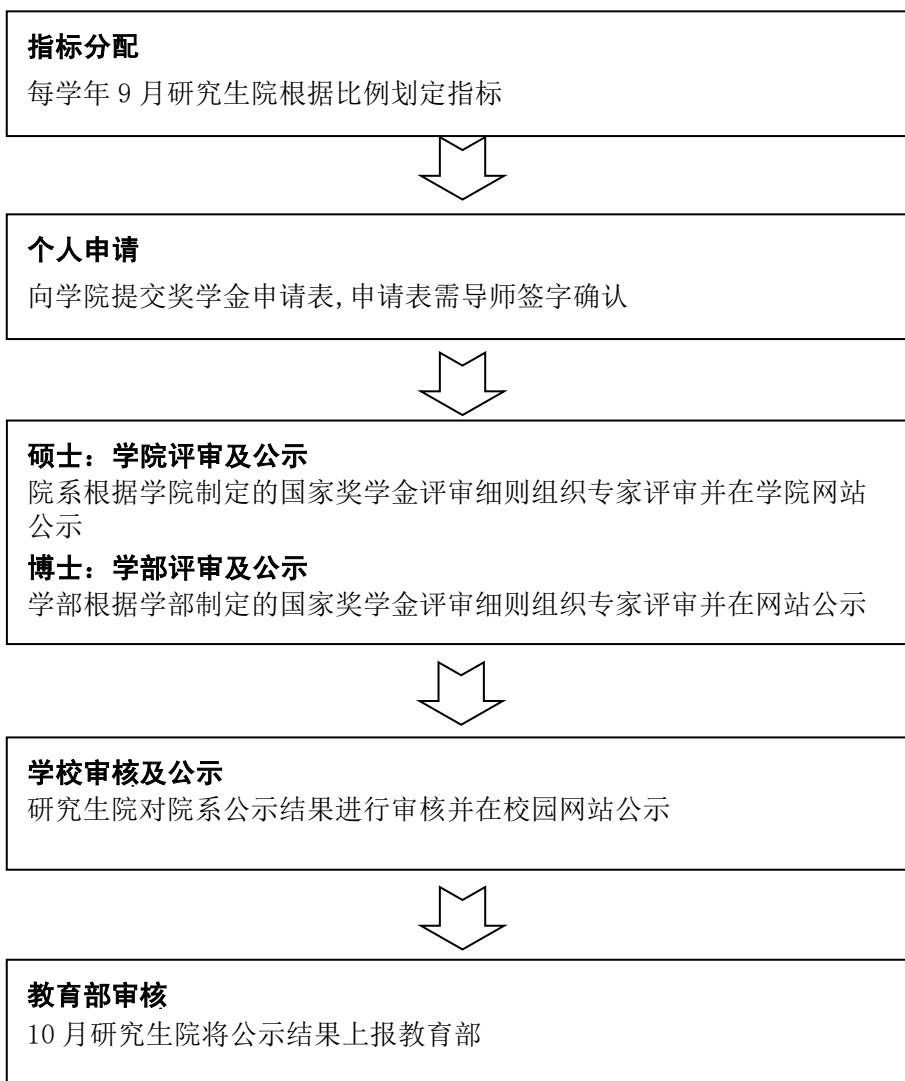 指标分配
每学年 9 月研究生院根据比例划定指标
个人申请
向学院提交奖学金申请表,申请表需导师签字确认
硕士：学院评审及公示
院系根据学院制定的国家奖学金评审细则组织专家评审并在学院网站
公示
博士：学部评审及公示
学部根据学部制定的国家奖学金评审细则组织专家评审并在网站公示
学校审核及公示
研究生院对院系公示结果进行审核并在校园网站公示
教育部审核
10 月研究生院将公示结果上报教育部